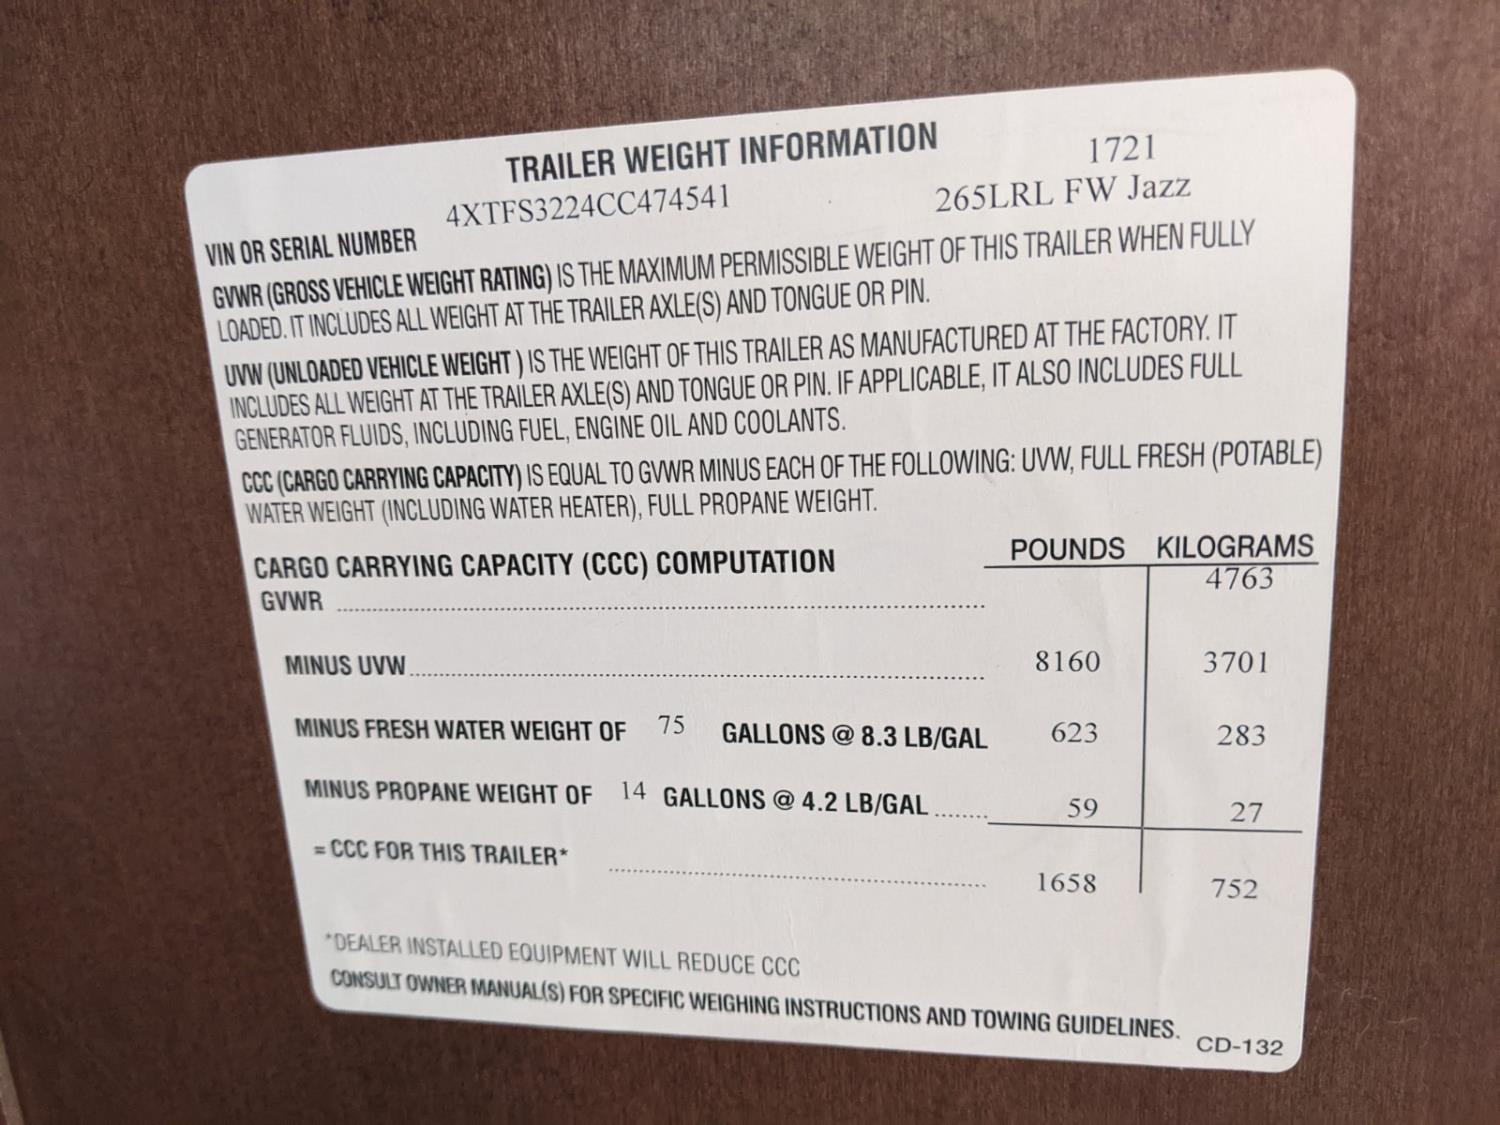 TRAILER WEIGHT INFORMATION 1721
4XTFS3224CC474541 265LRL FW Jazz
VIN OR SERIAL NUMBER
GVWR (GROSS VEHICLE WEIGHT RATING) IS THE MAXIMUM PERMISSIBLE WEIGHT OF THIS TRAILER WHEN FULLY
LOADED. IT INCLUDES ALL WEIGHT AT THE TRAILER AXLE(S) AND TONGUE OR PIN.
UVW (UNLOADED VEHICLE WEIGHT ) IS THE WEIGHT OF THIS TRAILER AS MANUFACTURED AT THE FACTORY. IT
INCLUDES ALL WEIGHT AT THE TRAILER AXLE(S) AND TONGUE OR PIN. IF APPLICABLE, IT ALSO INCLUDES FULL
GENERATOR FLUIDS, INCLUDING FUEL, ENGINE OIL AND COOLANTS.
CCC (CARGO CARRYING CAPACITY) IS EQUAL TO GVWR MINUS EACH OF THE FOLLOWING: UVW, FULL FRESH (POTABLE)
WATER WEIGHT (INCLUDING WATER HEATER), FULL PROPANE WEIGHT.
CARGO CARRYING CAPACITY (CCC) COMPUTATION POUNDS KILOGRAMS
GVWR 4763
MINUS UVW 8160 3701
MINUS FRESH WATER WEIGHT OF 75 GALLONS @ 8.3 LB/GAL 623 283
MINUS PROPANE WEIGHT OF 14 GALLONS @ 4.2 LB/GAL 59 27
= CCC FOR THIS TRAILER* 1658 752
*DEALER INSTALLED EQUIPMENT WILL REDUCE CCC
CONSULT OWNER MANUAL(S) FOR SPECIFIC WEIGHING INSTRUCTIONS AND TOWING GUIDELINES.
CD-132